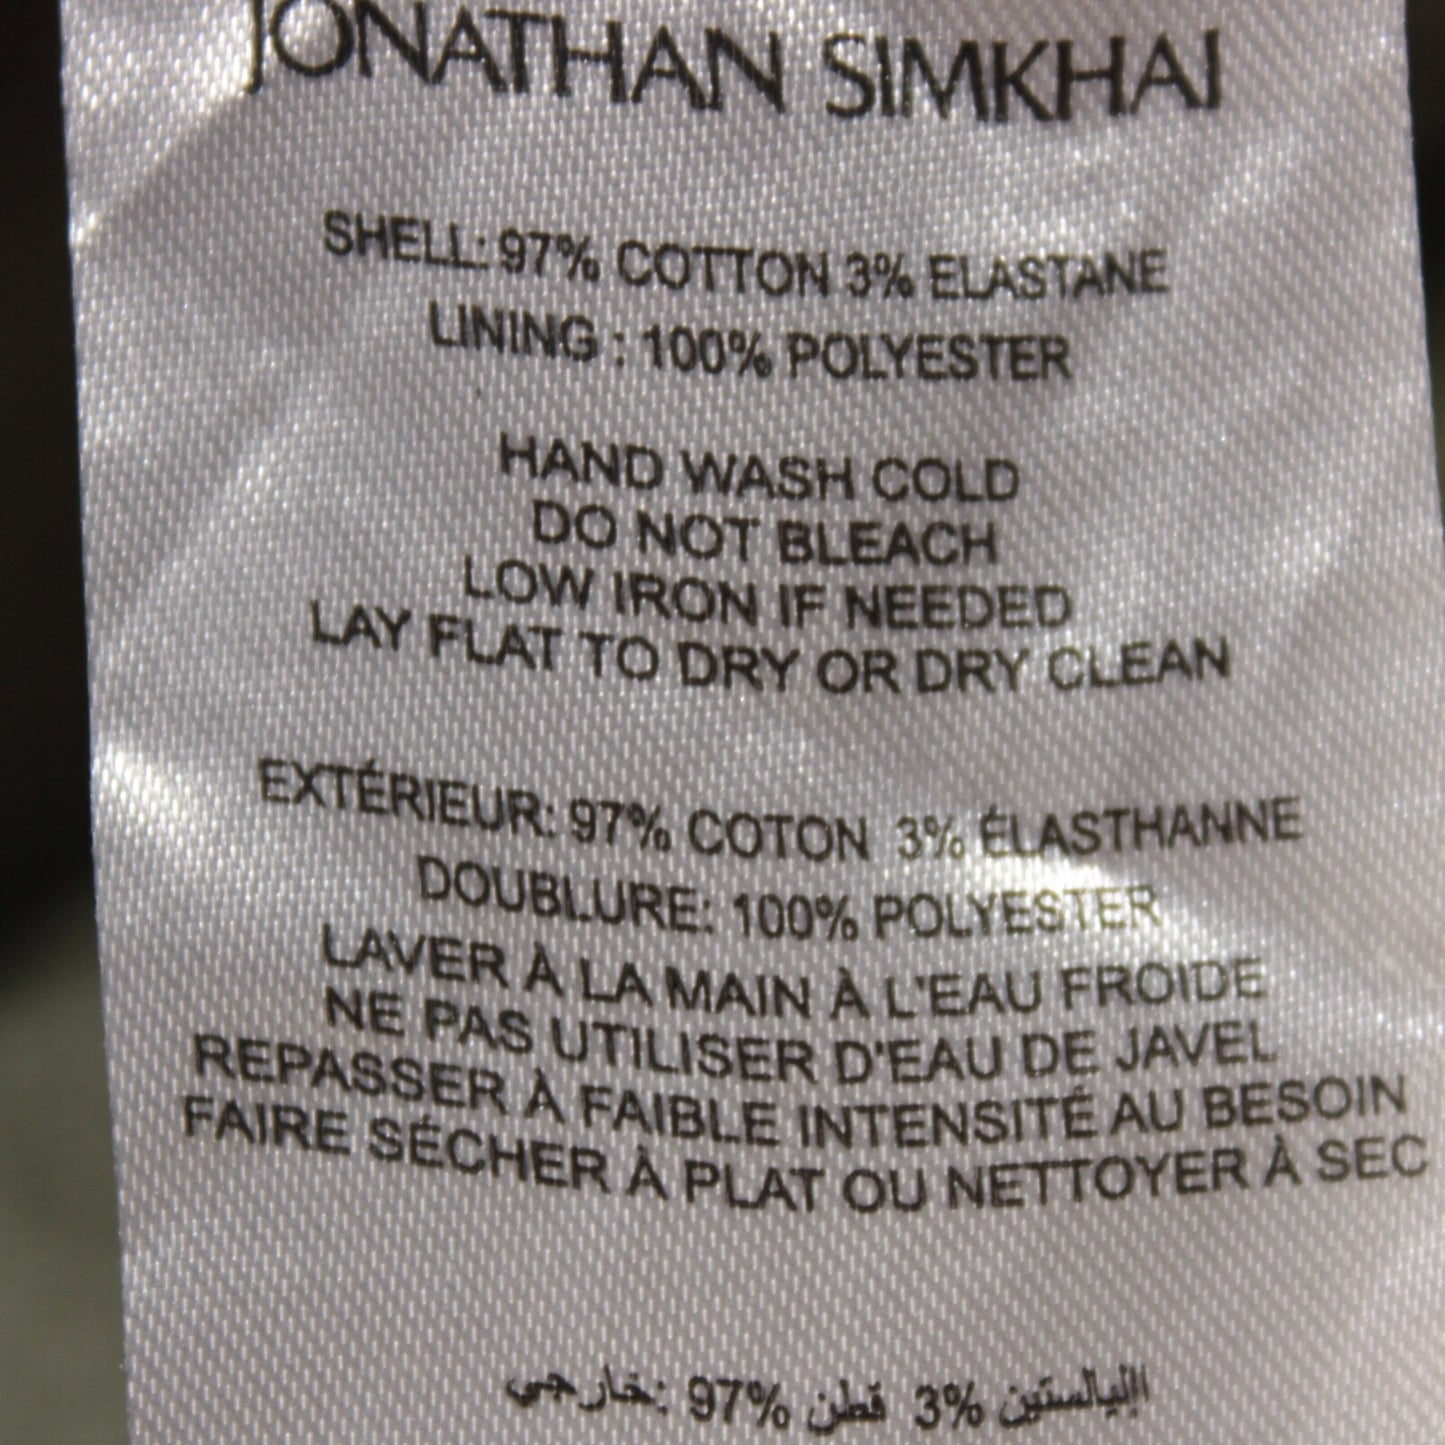 JONATHAN SIMKHAI
SHELL: 97% COTTON 3% ELASTANE
LINING : 100% POLYESTER
HAND WASH COLD
DO NOT BLEACH
LOW IRON IF NEEDED
LAY FLAT TO DRY OR DRY CLEAN
EXTÉRIEUR: 97% COTON 3% ÉLASTHANNE
DOUBLURE: 100% POLYESTER
LAVER À LA MAIN À L'EAU FROIDE
NE PAS UTILISER D'EAU DE JAVEL
REPASSER À FAIBLE INTENSITÉ AU BESOIN
FAIRE SÉCHER À PLAT OU NETTOYER À SEC
خارجي: 97% قطن 3%